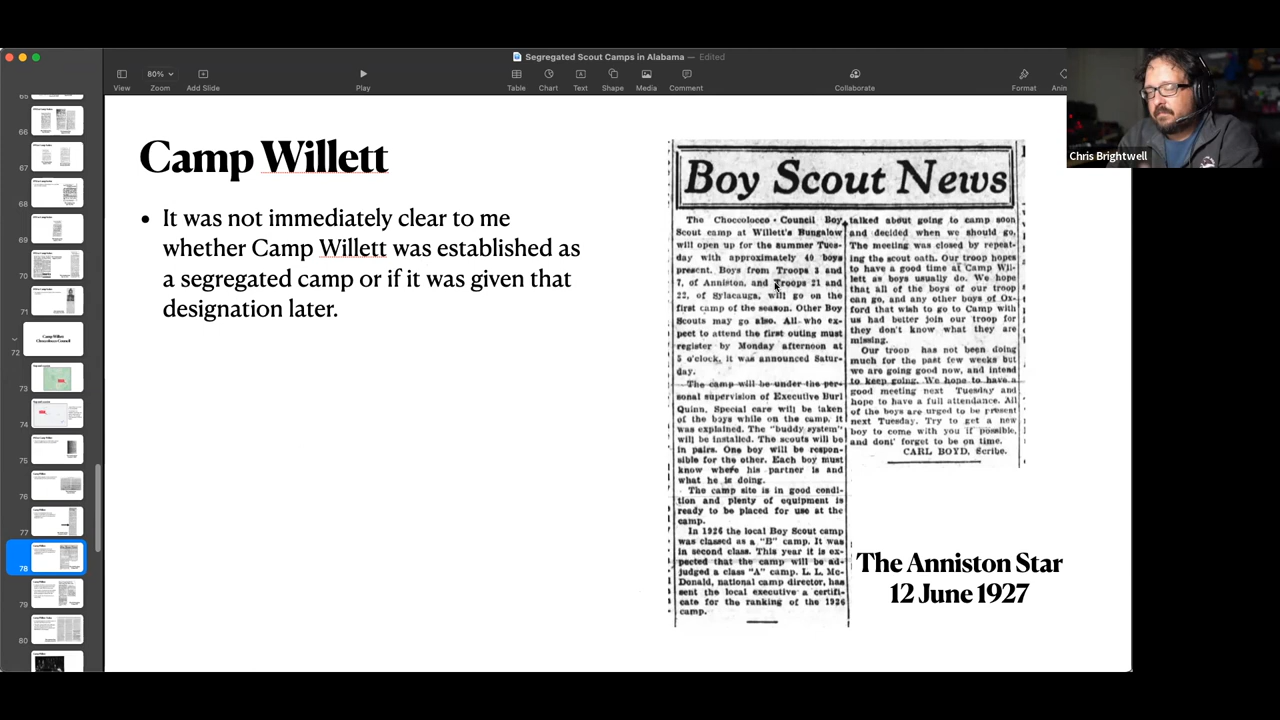 Segregated Scout Camps in Alabama — Edited
80%
View
Zoom
Add Slide
Play
Table
Chart
Text
Shape
Media
Comment
Collaborate
Format
Chris Brightwell
66
67
68
69
70
71
72
73
74
75
76
77
78
79
80
Camp Willett
• It was not immediately clear to me
whether Camp Willett was established as
a segregated camp or if it was given that
designation later.
Boy Scout News
The Choccolocco Council Boy
Scout camp at Willett's Bungalow
will open up for the summer Tues-
day with approximately 40 boys
present. Boys from Troops 3 and
7, of Anniston, and Troops 21 and
22, of Sylacauga, will go on the
first camp of the season. Other Boy
Scouts may go also. All who ex-
pect to attend the first outing must
register by Monday afternoon at
5 o'clock, it was announced Satur-
day.
The camp will be under the per-
sonal supervision of Executive Burl
Quinn. Special care will be taken
of the boys while on the camp, it
was explained. The "buddy system"
will be installed. The scouts will be
in pairs. One boy will be respon-
sible for the other. Each boy must
know where his partner is and
what he is doing.
The camp site is in good condi-
tion and plenty of equipment is
ready to be placed for use at the
camp.
In 1926 the local Boy Scout camp
was classed as a "B" camp. It was
in second class. This year it is ex-
pected that the camp will be ad-
judged a class "A" camp. L. L. Mc-
Donald, national camp director, has
sent the local executive a certifi-
cate for the ranking of the 1926
camp.
talked about going to camp soon
and decided when we should go.
The meeting was closed by repeat-
ing the scout oath. Our troop hopes
to have a good time at Camp Wil-
lett as boys usually do. We hope
that all of the boys of our troop
can go, and any other boys of Ox-
ford that wish to go to Camp with
us had better join our troop for
they don't know what they are
missing.
Our troop has not been doing
much for the past few weeks but
we are going good now, and intend
to keep going. We hope to have a
good meeting next Tuesday and
hope to have a full attendance. All
of the boys are urged to be present
next Tuesday. Try to get a new
boy to come with you if possible,
and dont' forget to be on time.
CARL BOYD, Scribe.
The Anniston Star
12 June 1927